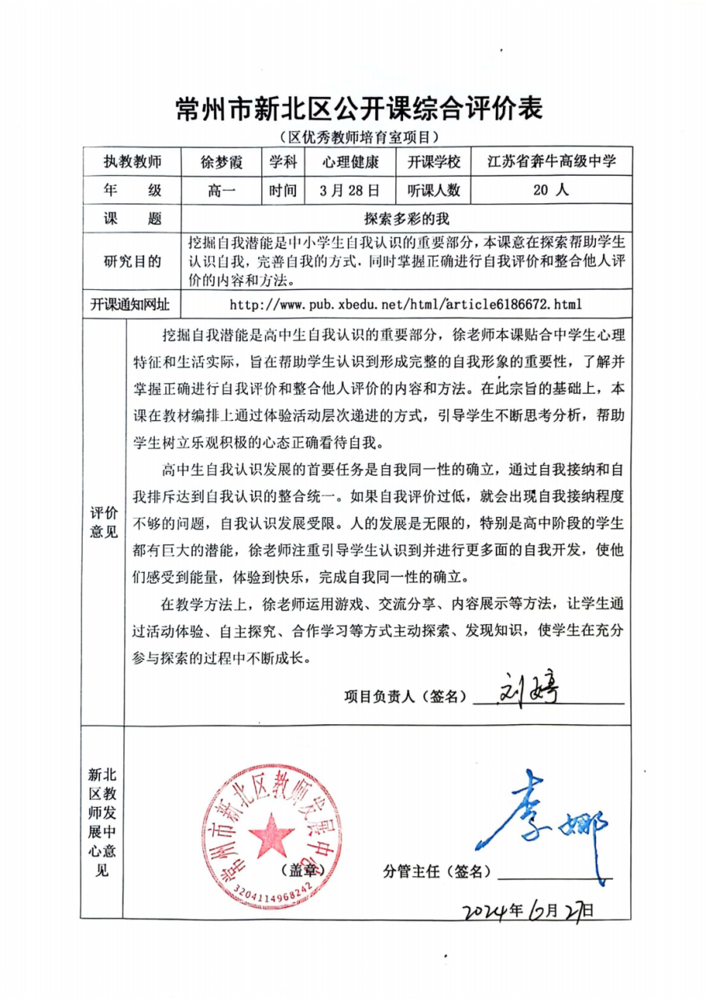 常州市新北区公开课综合评价表
（区优秀教师培育室项目）
执教教师 徐梦霞 学科 心理健康 开课学校 江苏省奔牛高级中学
年 级 高一 时间 3月28日 听课人数 20 人
课 题 探索多彩的我
研究目的 挖掘自我潜能是中小学生自我认识的重要部分，本课意在探索帮助学生
认识自我，完善自我的方式，同时掌握正确进行自我评价和整合他人评
价的内容和方法。
开课通知网址 http://www.pub.xbedu.net/html/article6186672.html
评价
意见
挖掘自我潜能是高中生自我认识的重要部分，徐老师本课贴合中学生心理
特征和生活实际，旨在帮助学生认识到形成完整的自我形象的重要性，了解并
掌握正确进行自我评价和整合他人评价的内容和方法。在此宗旨的基础上，本
课在教材编排上通过体验活动层次递进的方式，引导学生不断思考分析，帮助
学生树立乐观积极的心态正确看待自我。
高中生自我认识发展的首要任务是自我同一性的确立，通过自我接纳和自
我排斥达到自我认识的整合统一。如果自我评价过低，就会出现自我接纳程度
不够的问题，自我认识发展受限。人的发展是无限的，特别是高中阶段的学生
都有巨大的潜能，徐老师注重引导学生认识到并进行更多面的自我开发，使他
们感受到能量，体验到快乐，完成自我同一性的确立。
在教学方法上，徐老师运用游戏、交流分享、内容展示等方法，让学生通
过活动体验、自主探究、合作学习等方式主动探索、发现知识，使学生在充分
参与探索的过程中不断成长。
项目负责人（签名） 刘婷
新北
区教
师发
展中
心意
见
常州市新北区教师发展中心
3204114968242
（盖章）
分管主任（签名） 李娜
2024年6月27日